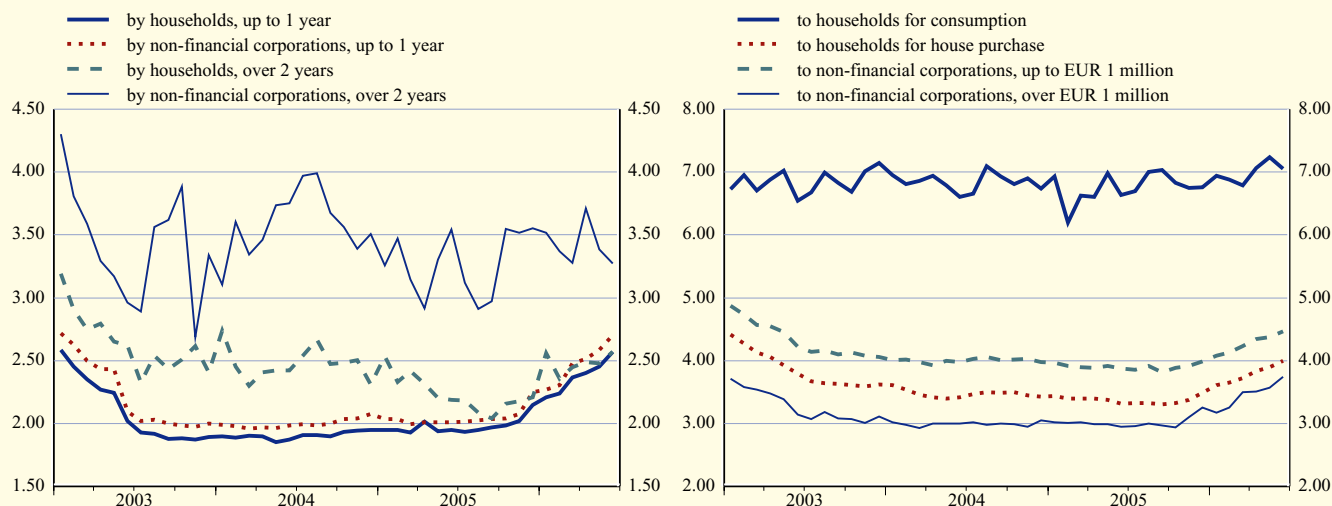 by households, up to 1 year
by non-financial corporations, up to 1 year
by households, over 2 years
by non-financial corporations, over 2 years
4.50 4.50
4.00 4.00
3.50 3.50
3.00 3.00
2.50 2.50
2.00 2.00
1.50 1.50
2003 2004 2005
to households for consumption
to households for house purchase
to non-financial corporations, up to EUR 1 million
to non-financial corporations, over EUR 1 million
8.00 8.00
7.00 7.00
6.00 6.00
5.00 5.00
4.00 4.00
3.00 3.00
2.00 2.00
2003 2004 2005